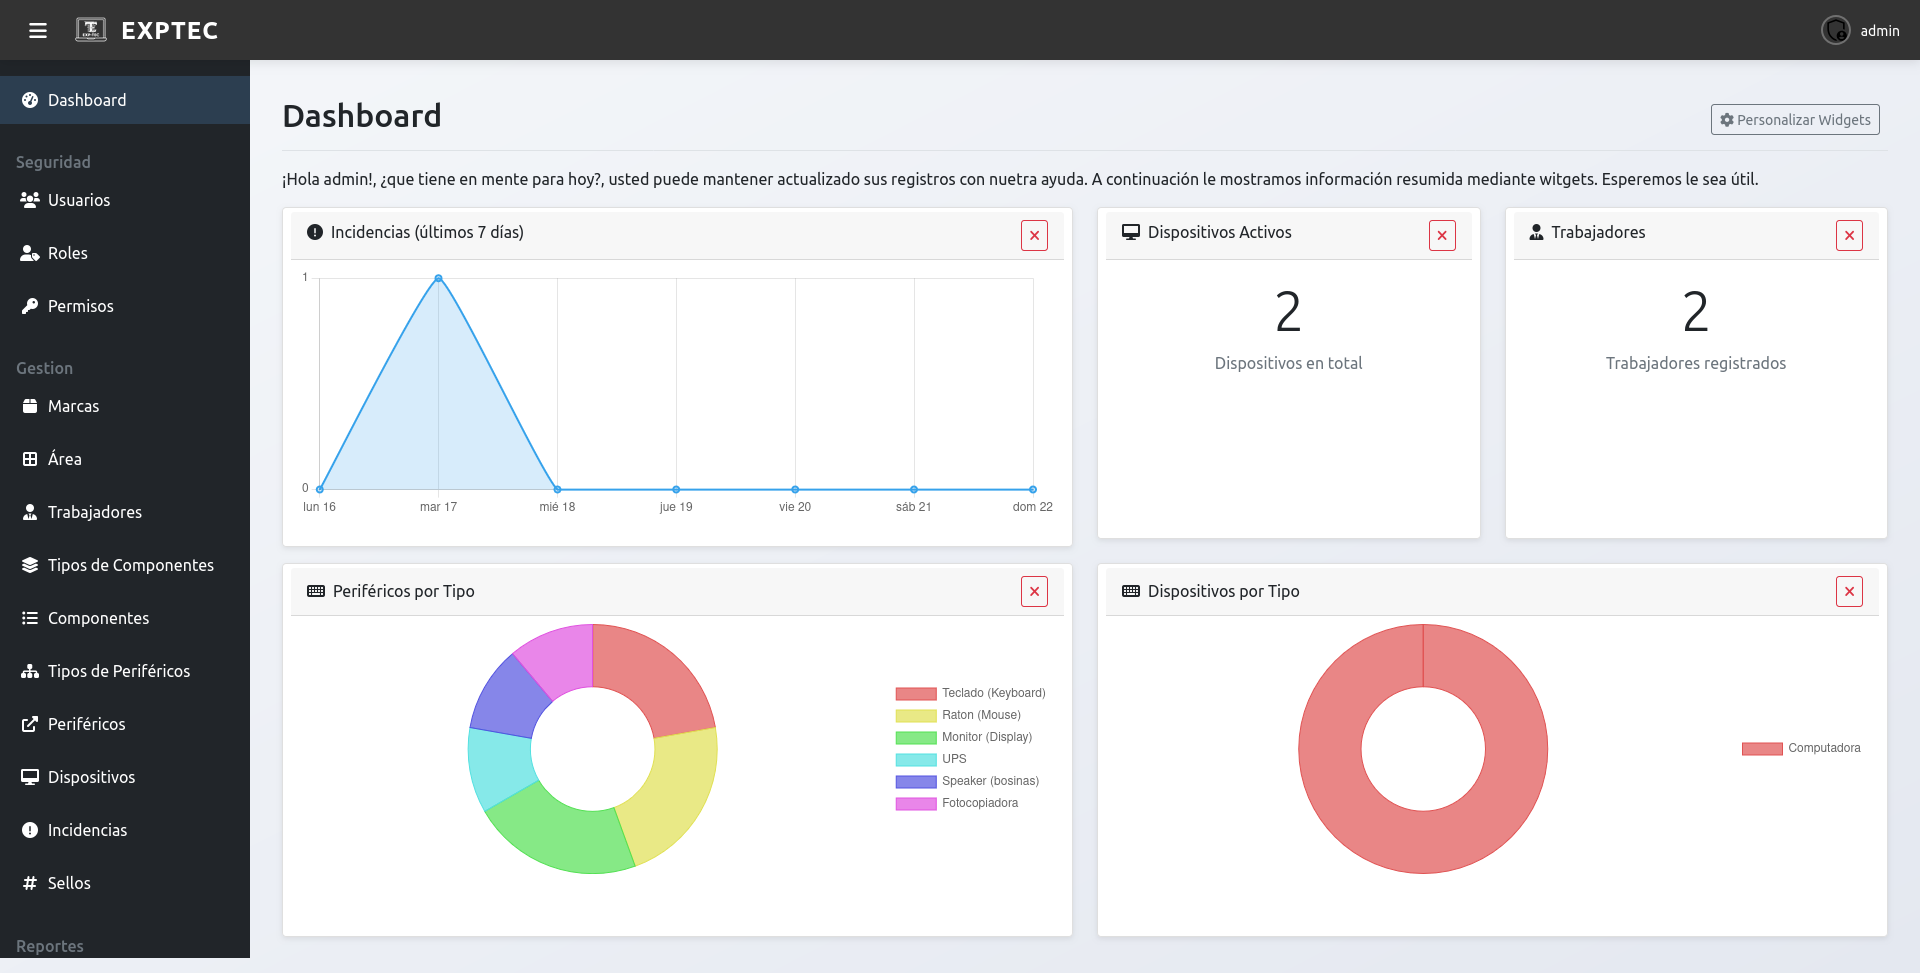 EXPTEC
admin
Dashboard
Seguridad
Usuarios
Roles
Permisos
Gestion
Marcas
Área
Trabajadores
Tipos de Componentes
Componentes
Tipos de Periféricos
Periféricos
Dispositivos
Incidencias
Sellos
Reportes
Dashboard
Personalizar Widgets
¡Hola admin!, ¿que tiene en mente para hoy?, usted puede mantener actualizado sus registros con nuetra ayuda. A continuación le mostramos información resumida mediante witgets. Esperemos le sea útil.
Incidencias (últimos 7 días)
1
0
lun 16
mar 17
mié 18
jue 19
vie 20
sáb 21
dom 22
Dispositivos Activos
2
Dispositivos en total
Trabajadores
2
Trabajadores registrados
Periféricos por Tipo
Teclado (Keyboard)
Raton (Mouse)
Monitor (Display)
UPS
Speaker (bosinas)
Fotocopiadora
Dispositivos por Tipo
Computadora